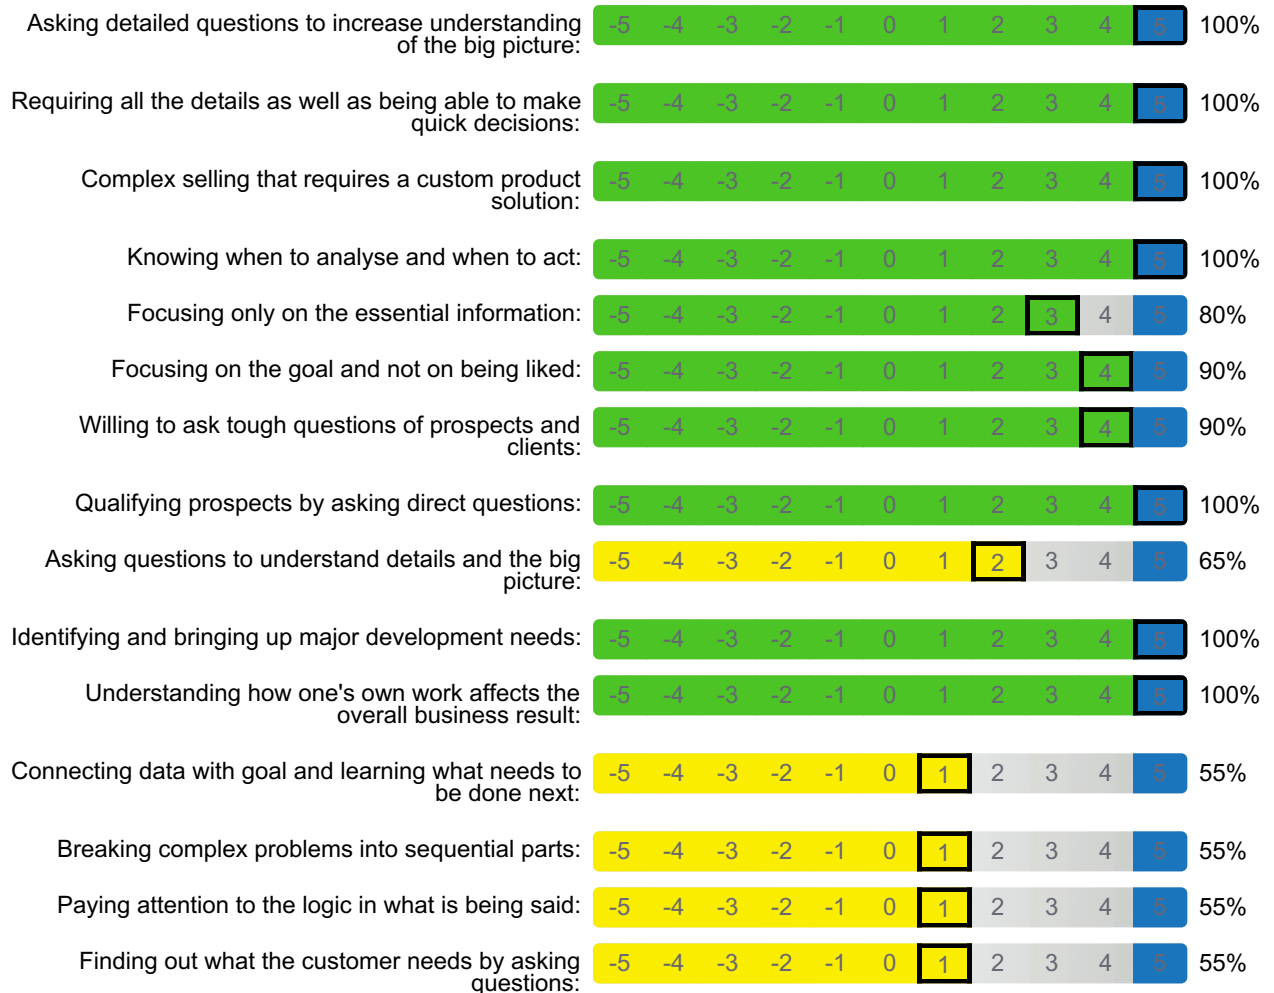 Asking detailed questions to increase understanding
of the big picture:
-5 -4 -3 -2 -1 0 1 2 3 4 5 100%
Requiring all the details as well as being able to make
quick decisions:
-5 -4 -3 -2 -1 0 1 2 3 4 5 100%
Complex selling that requires a custom product
solution:
-5 -4 -3 -2 -1 0 1 2 3 4 5 100%
Knowing when to analyse and when to act: -5 -4 -3 -2 -1 0 1 2 3 4 5 100%
Focusing only on the essential information: -5 -4 -3 -2 -1 0 1 2 3 4 5 80%
Focusing on the goal and not on being liked: -5 -4 -3 -2 -1 0 1 2 3 4 5 90%
Willing to ask tough questions of prospects and
clients:
-5 -4 -3 -2 -1 0 1 2 3 4 5 90%
Qualifying prospects by asking direct questions: -5 -4 -3 -2 -1 0 1 2 3 4 5 100%
Asking questions to understand details and the big
picture:
-5 -4 -3 -2 -1 0 1 2 3 4 5 65%
Identifying and bringing up major development needs: -5 -4 -3 -2 -1 0 1 2 3 4 5 100%
Understanding how one's own work affects the
overall business result:
-5 -4 -3 -2 -1 0 1 2 3 4 5 100%
Connecting data with goal and learning what needs to
be done next:
-5 -4 -3 -2 -1 0 1 2 3 4 5 55%
Breaking complex problems into sequential parts: -5 -4 -3 -2 -1 0 1 2 3 4 5 55%
Paying attention to the logic in what is being said: -5 -4 -3 -2 -1 0 1 2 3 4 5 55%
Finding out what the customer needs by asking
questions:
-5 -4 -3 -2 -1 0 1 2 3 4 5 55%